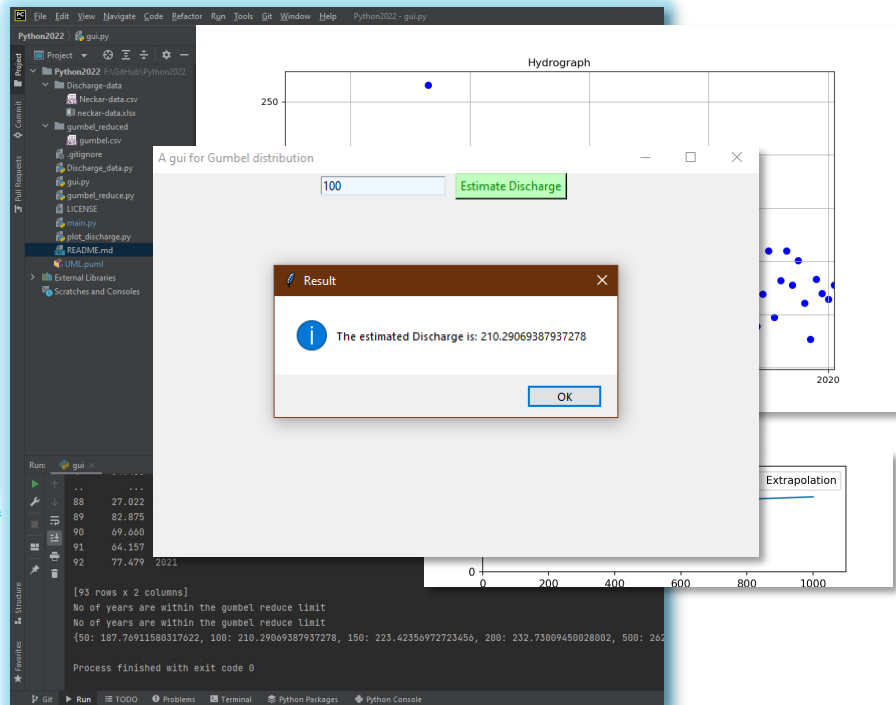 PC File Edit View Navigate Code Refactor Run Tools Git Window Help Python2022 - gui.py
Python2022 gui.py
Project
Project
Python2022 F:\GitHub\Python2022
Discharge-data
Neckar-data.csv
neckar-data.xlsx
gumbel_reduced
gumbel.csv
.gitignore
Discharge_data.py
gui.py
gumbel_reduce.py
LICENSE
main.py
plot_discharge.py
README.md
UML.puml
External Libraries
Scratches and Consoles
Commit
Pull Requests
Hydrograph
250
2020
A gui for Gumbel distribution
100
Estimate Discharge
Result
The estimated Discharge is: 210.29069387937278
OK
Extrapolation
0
0 200 400 600 800 1000
Run: gui
.. ...
88 27.022
89 82.875
90 69.660
91 64.157
92 77.479 2021
[93 rows x 2 columns]
No of years are within the gumbel reduce limit
No of years are within the gumbel reduce limit
{50: 187.76911580317622, 100: 210.29069387937278, 150: 223.42356972723456, 200: 232.73009450028002, 500: 262
Process finished with exit code 0
Structure
Favorites
Git Run TODO Problems Terminal Python Packages Python Console